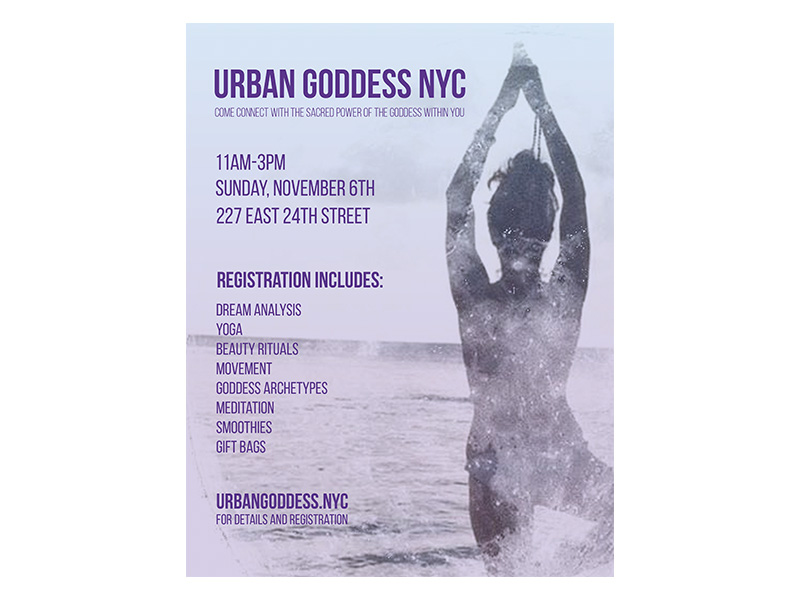 URBAN GODDESS NYC
COME CONNECT WITH THE SACRED POWER OF THE GODDESS WITHIN YOU
11AM-3PM
SUNDAY, NOVEMBER 6TH
227 EAST 24TH STREET
REGISTRATION INCLUDES:
DREAM ANALYSIS
YOGA
BEAUTY RITUALS
MOVEMENT
GODDESS ARCHETYPES
MEDITATION
SMOOTHIES
GIFT BAGS
URBANGODDESS.NYC
FOR DETAILS AND REGISTRATION